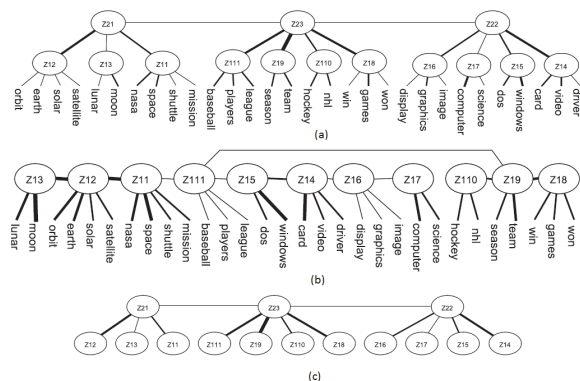 Z21 Z23 Z22
Z12 Z13 Z11 Z111 Z19 Z110 Z18 Z16 Z17 Z15 Z14
orbit earth solar satellite lunar moon nasa space shuttle mission baseball players league season team hockey nhl win games won display graphics image computer science dos windows card video driver
(a)
Z13 Z12 Z11 Z111 Z15 Z14 Z16 Z17 Z110 Z19 Z18
lunar moon orbit earth solar satellite nasa space shuttle mission baseball players league dos windows card video driver display graphics image computer science hockey nhl season team win games won
(b)
Z21 Z23 Z22
Z12 Z13 Z11 Z111 Z19 Z110 Z18 Z16 Z17 Z15 Z14
(c)